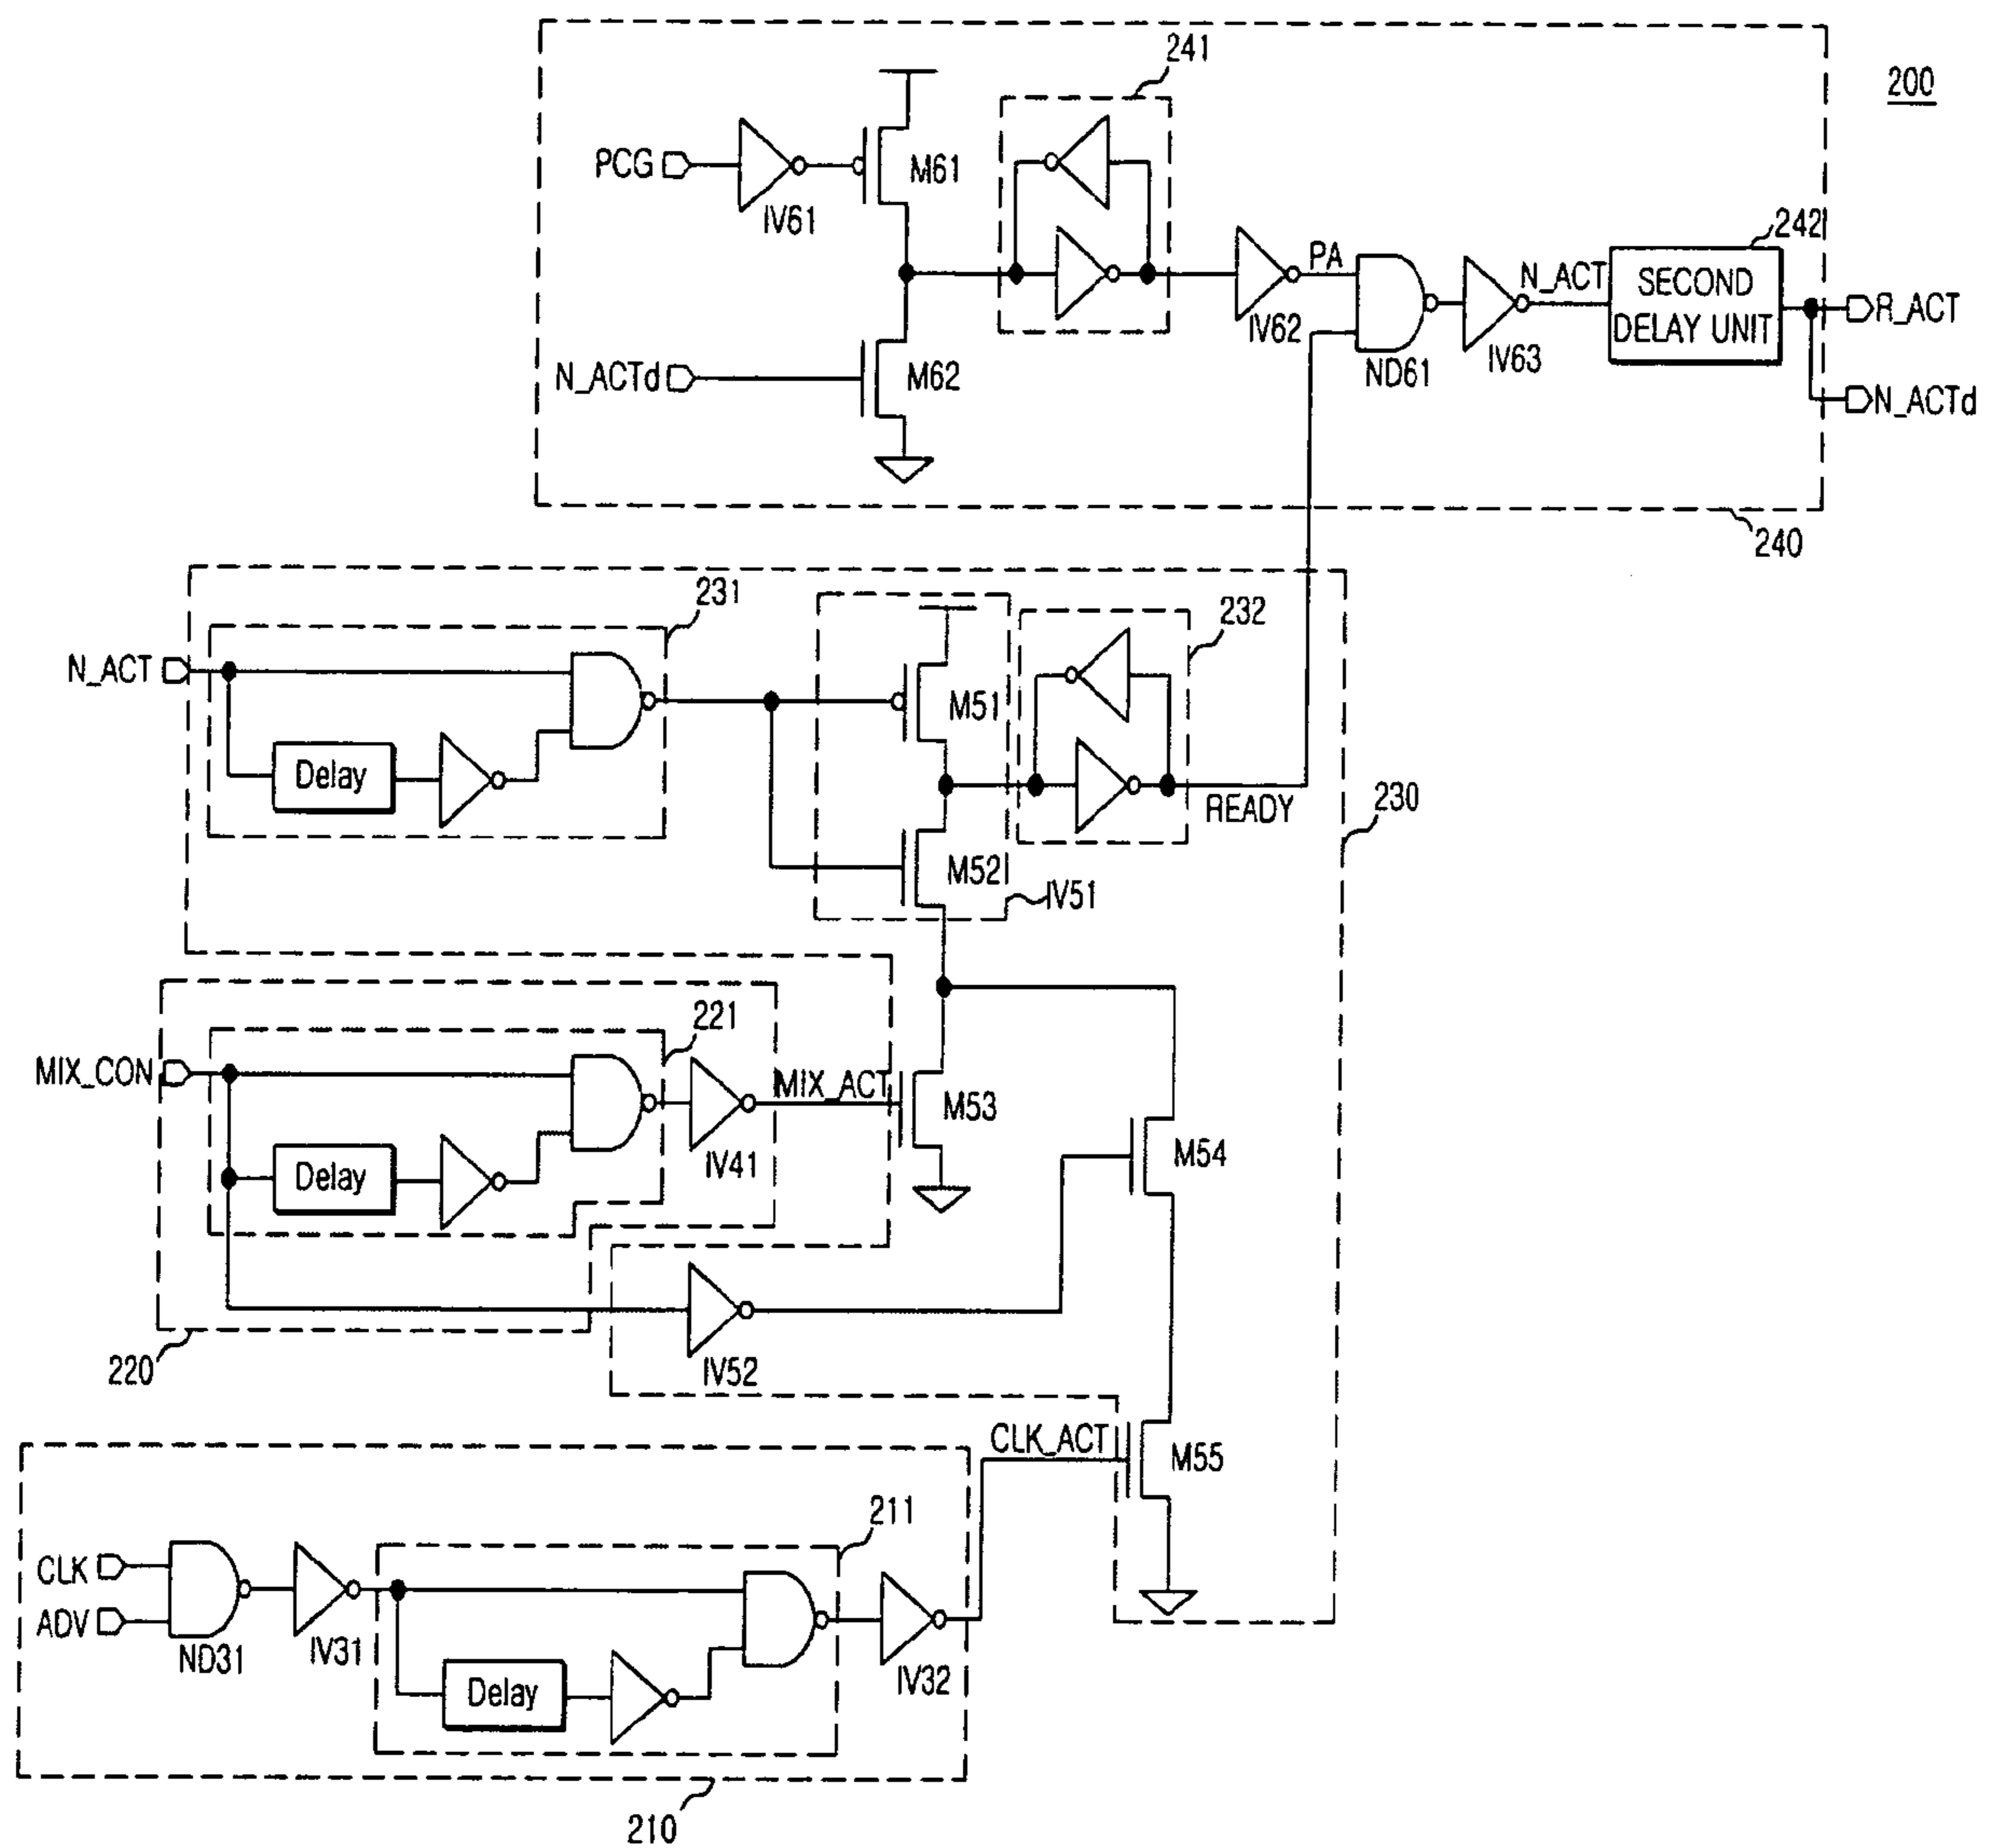 241
200
PCG
IV61
M61
242
PA
N_ACT
SECOND
DELAY UNIT
R_ACT
IV62
ND61
IV63
N_ACTd
M62
N_ACTd
240
231
232
N_ACT
M51
Delay
READY
230
M52
IV51
221
MIX_CON
MIX_ACT
M53
M54
Delay
IV41
IV52
220
CLK_ACT
M55
211
CLK
ADV
ND31
IV31
Delay
IV32
210